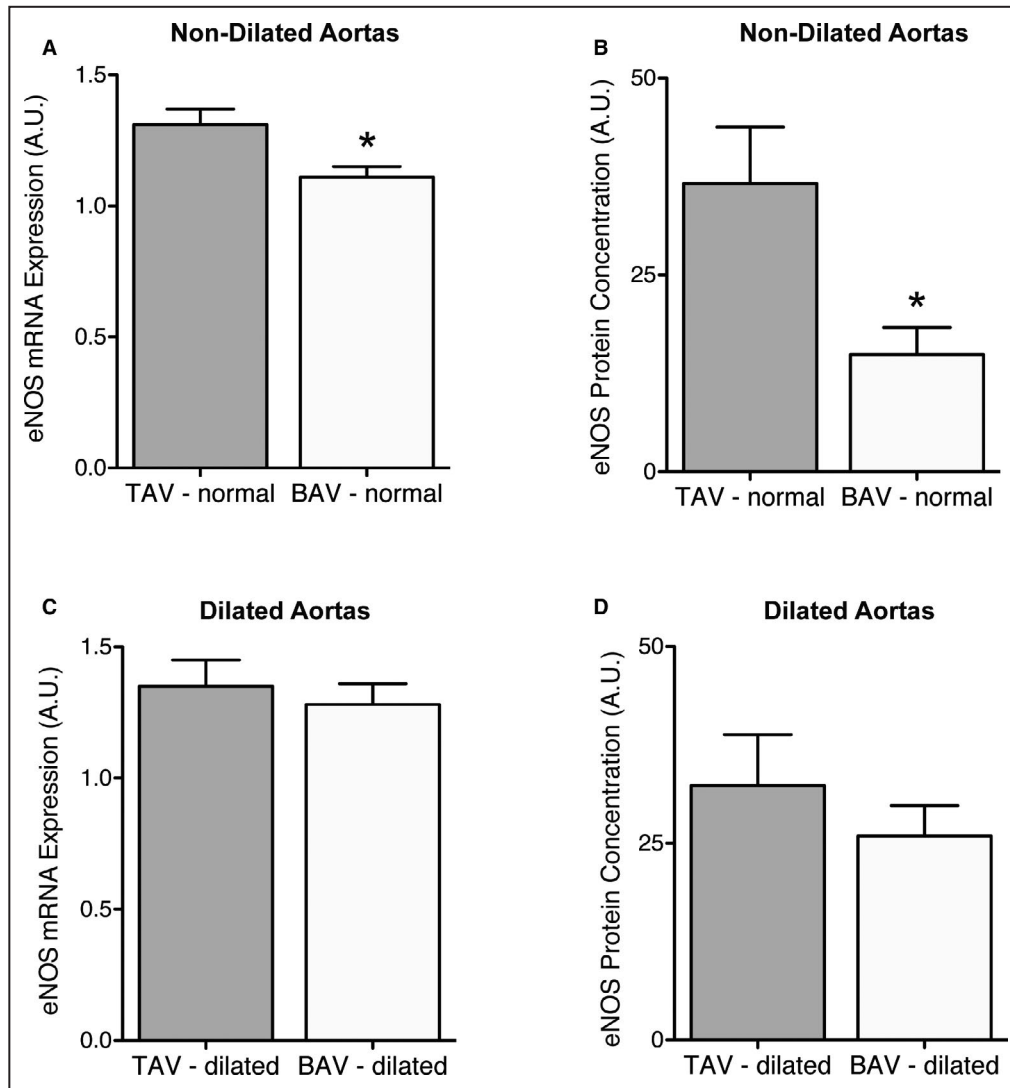 A
Non-Dilated Aortas
eNOS mRNA Expression (A.U.)
1.5
1.0
0.5
0.0
*
TAV - normal BAV - normal
B
Non-Dilated Aortas
eNOS Protein Concentration (A.U.)
50
25
0
*
TAV - normal BAV - normal
C
Dilated Aortas
eNOS mRNA Expression (A.U.)
1.5
1.0
0.5
0.0
TAV - dilated BAV - dilated
D
Dilated Aortas
eNOS Protein Concentration (A.U.)
50
25
0
TAV - dilated BAV - dilated